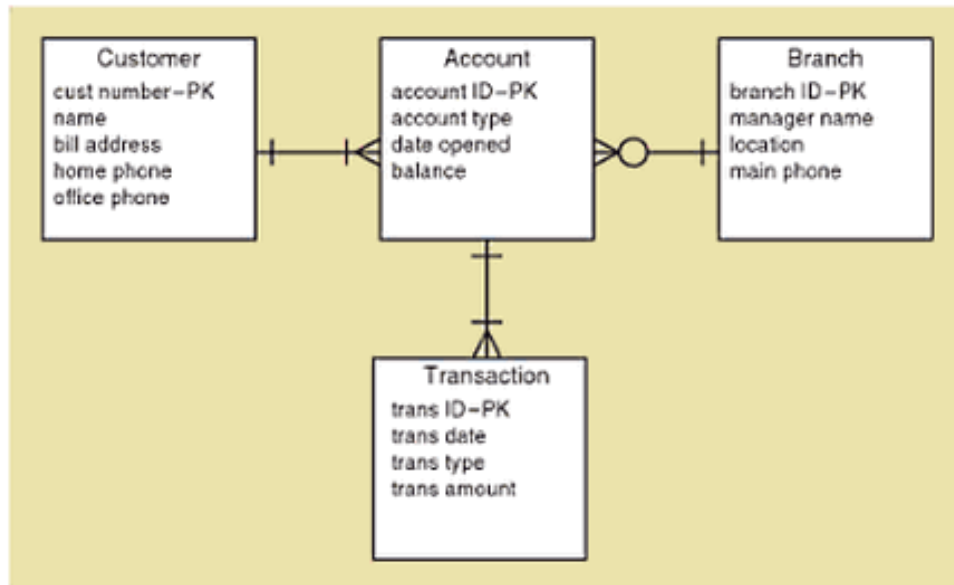 Customer
cust number-PK
name
bill address
home phone
office phone
Account
account ID-PK
account type
date opened
balance
Branch
branch ID-PK
manager name
location
main phone
Transaction
trans ID-PK
trans date
trans type
trans amount